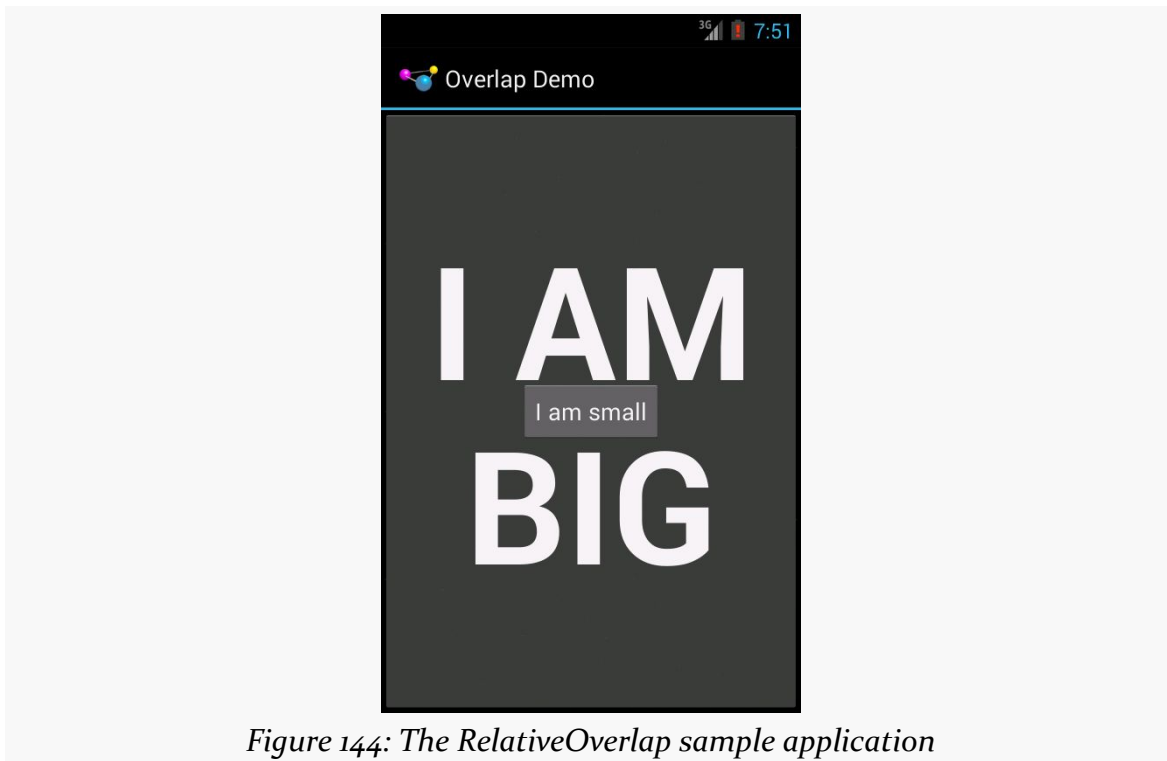 3G 7:51
Overlap Demo
I AM
I am small
BIG
Figure 144: The RelativeOverlap sample application